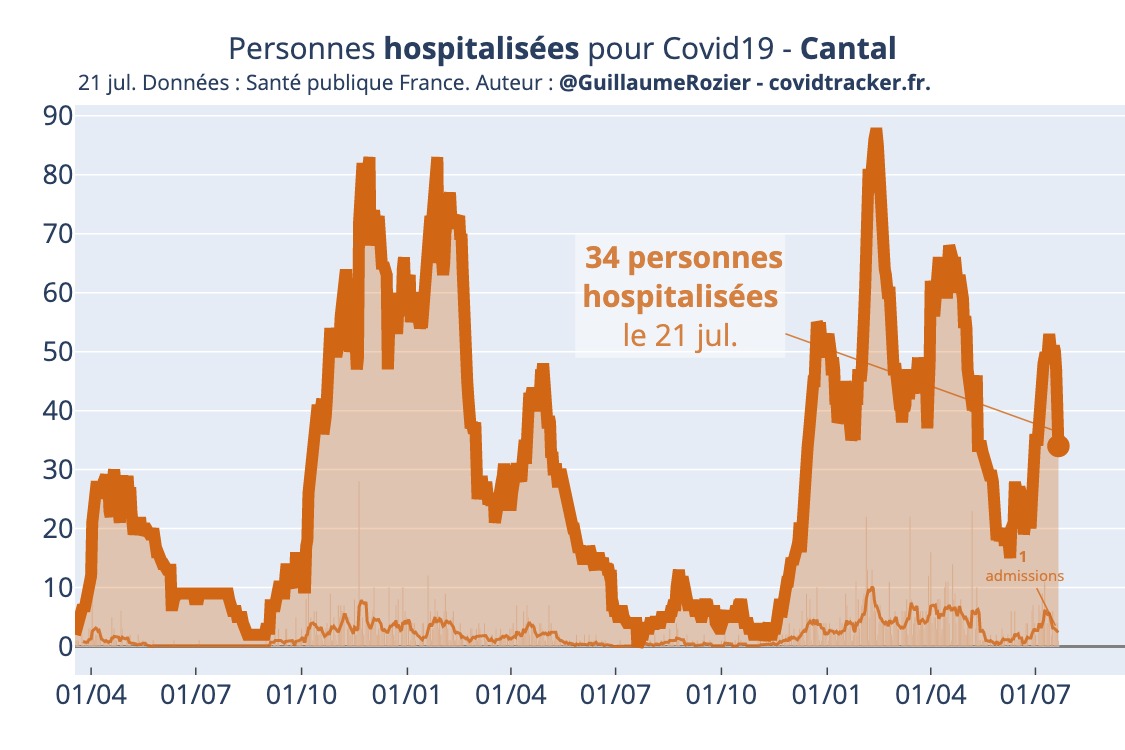 Personnes hospitalisées pour Covid19 - Cantal
21 jul. Données : Santé publique France. Auteur : @GuillaumeRozier - covidtracker.fr.
90
80
70
60
50
40
30
20
10
0
34 personnes
hospitalisées
le 21 jul.
1
admissions
01/04 01/07 01/10 01/01 01/04 01/07 01/10 01/01 01/04 01/07